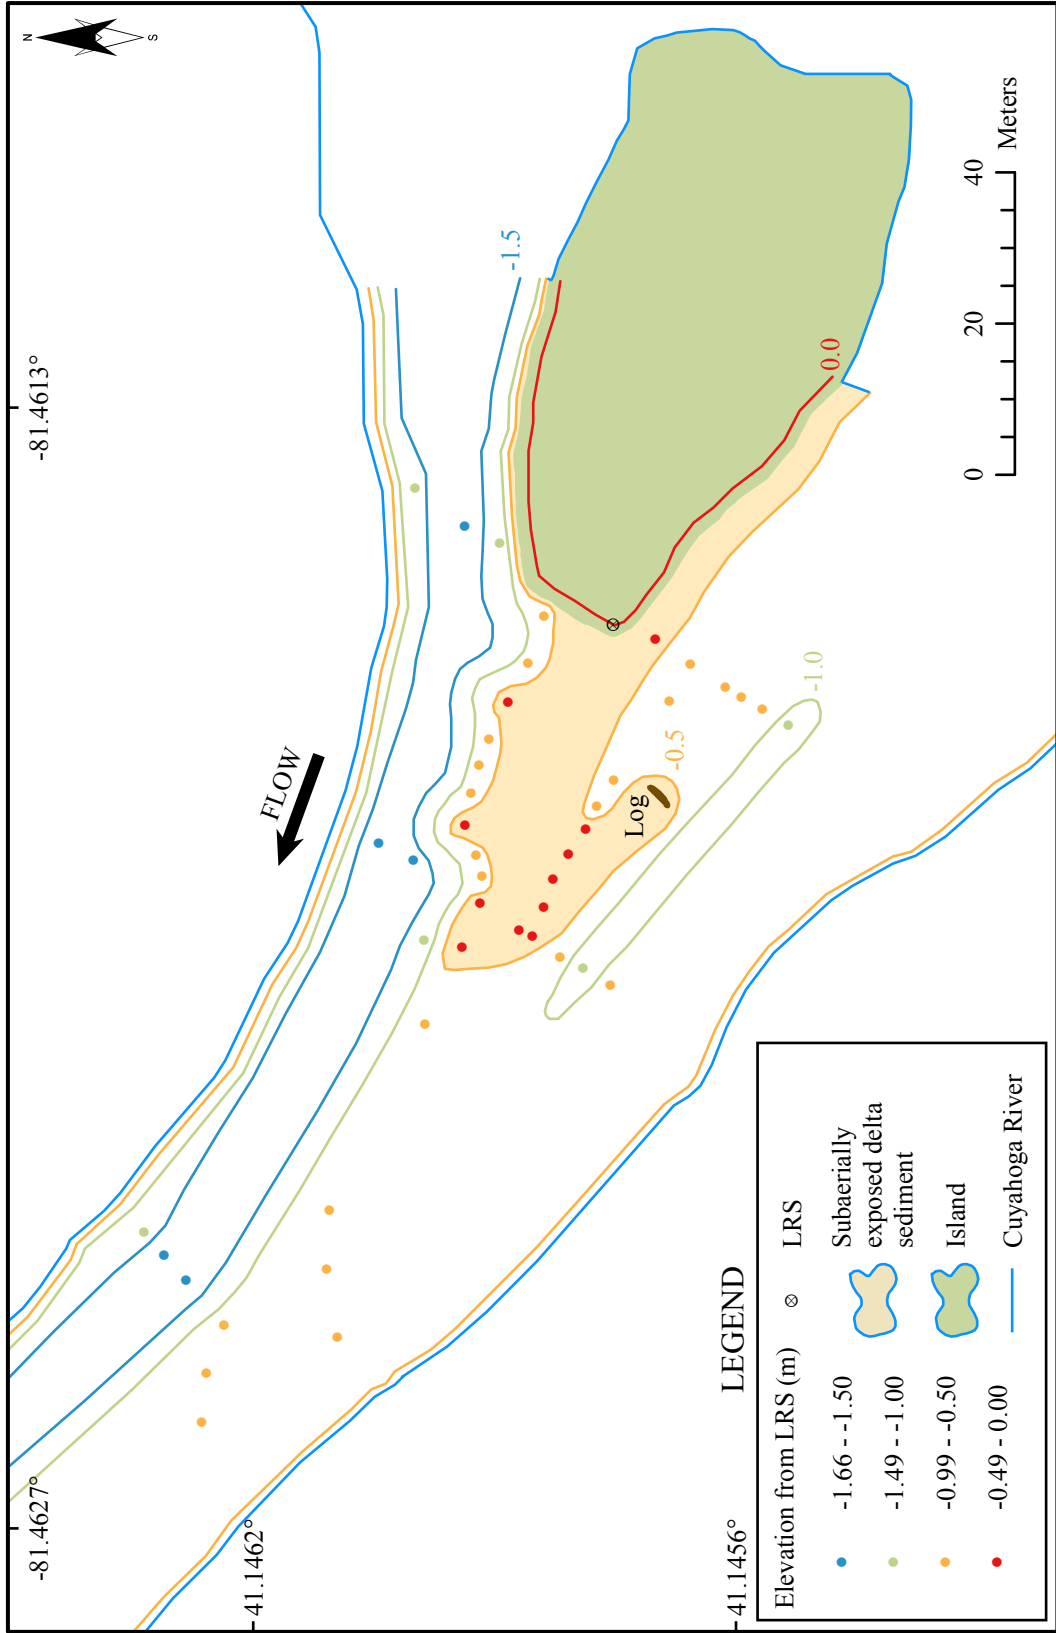 N
S
-81.4627°
-81.4613°
41.1462°
41.1456°
FLOW
-1.5
0.0
-0.5
-1.0
Log
0
20
40
Meters
LEGEND
Elevation from LRS (m)
-1.66 - -1.50
-1.49 - -1.00
-0.99 - -0.50
-0.49 - 0.00
LRS
Subaerially
exposed delta
sediment
Island
Cuyahoga River